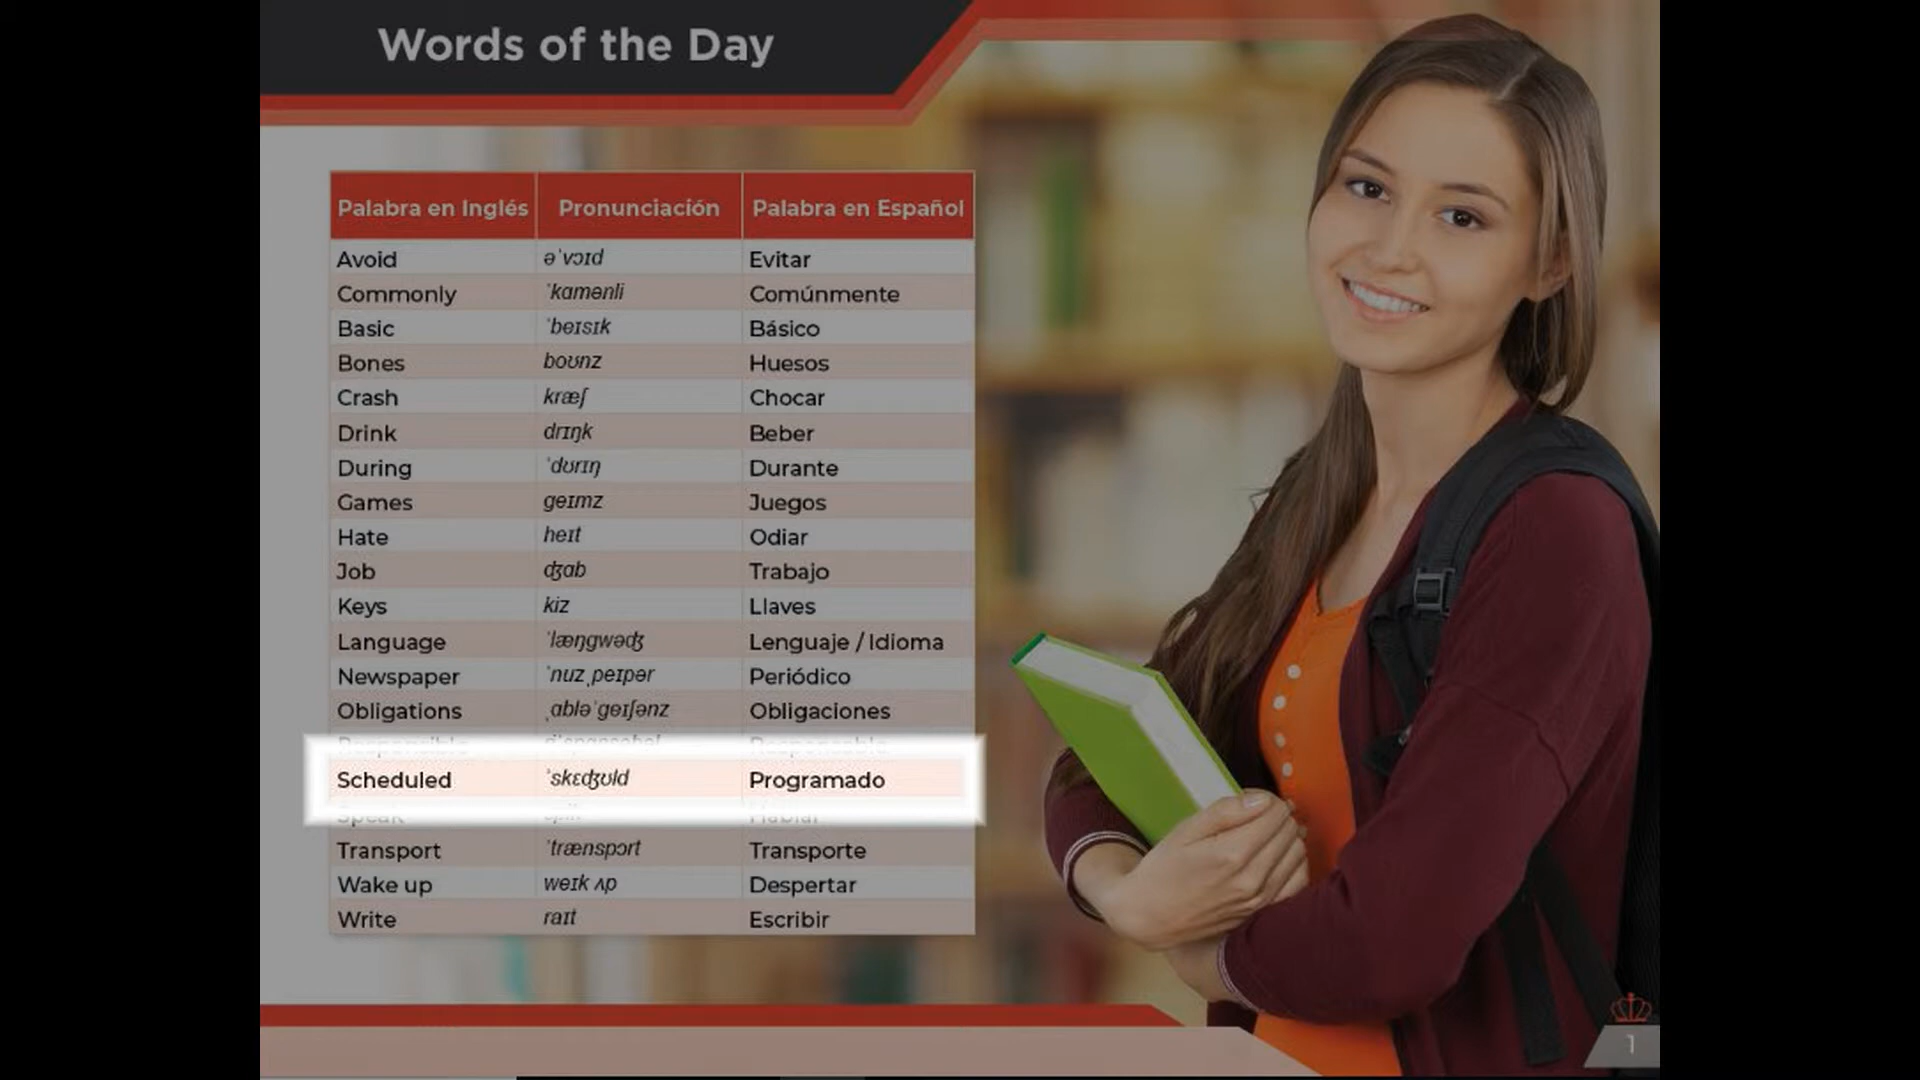 Words of the Day
Palabra en Inglés Pronunciación Palabra en Español
Avoid əˈvɔɪd Evitar
Commonly ˈkɑmənli Comúnmente
Basic ˈbeɪsɪk Básico
Bones boʊnz Huesos
Crash kræʃ Chocar
Drink drɪŋk Beber
During ˈdʊrɪŋ Durante
Games geɪmz Juegos
Hate heɪt Odiar
Job ʤɑb Trabajo
Keys kiz Llaves
Language ˈlæŋgwəʤ Lenguaje / Idioma
Newspaper ˈnuzˌpeɪpər Periódico
Obligations ˌɑbləˈgeɪʃənz Obligaciones
Scheduled ˈskɛʤʊld Programado
Transport ˈtrænspɔrt Transporte
Wake up weɪk ʌp Despertar
Write raɪt Escribir
1